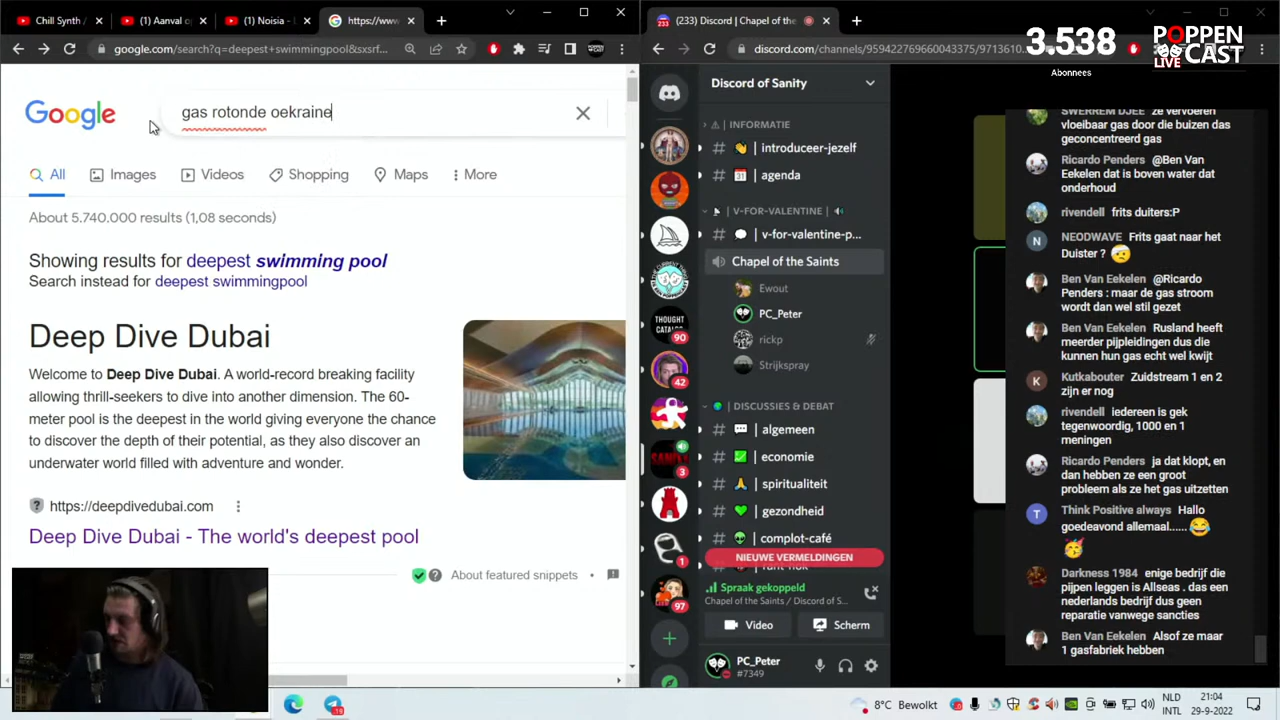 Chill Synth /
(1) Aanval o
(1) Noisia -
https://www
(233) Discord | Chapel of the
google.com/search?q=deepest+swimmingpool&sxsrf...
discord.com/channels/959422769660043375/9713610...
3.538
Abonnees
POPPEN
LIVE CAST
Google
gas rotonde oekraine
All
Images
Videos
Shopping
Maps
More
About 5.740.000 results (1,08 seconds)
Showing results for deepest swimming pool
Search instead for deepest swimmingpool
Deep Dive Dubai
Welcome to Deep Dive Dubai. A world-record breaking facility
allowing thrill-seekers to dive into another dimension. The 60-
meter pool is the deepest in the world giving everyone the chance
to discover the depth of their potential, as they also discover an
underwater world filled with adventure and wonder.
https://deepdivedubai.com
Deep Dive Dubai - The world's deepest pool
About featured snippets
Discord of Sanity
INFORMATIE
# | introduceer-jezelf
# | agenda
V-FOR-VALENTINE |
# | v-for-valentine-p...
Chapel of the Saints
Ewout
PC_Peter
rickp
Strijkspray
| DISCUSSIES & DEBAT
# | algemeen
# | economie
# | spiritualiteit
# | gezondheid
# | complot-café
NIEUWE VERMELDINGEN
Spraak gekoppeld
Chapel of the Saints / Discord of S...
Video
Scherm
PC_Peter
#7349
THOUGHT
CATALOG
90
42
3
1
97
SWERREM DJEE ze vervoeren
vloeibaar gas door die buizen das
geconcentreerd gas
Ricardo Penders @Ben Van
Eekelen dat is boven water dat
onderhoud
rivendell frits duiters:P
N
NEODWAVE Frits gaat naar het
Duister ?
Ben Van Eekelen @Ricardo
Penders : maar de gas stroom
wordt dan wel stil gezet
Ben Van Eekelen Rusland heeft
meerder pijpleidingen dus die
kunnen hun gas echt wel kwijt
K
Kutkabouter Zuidstream 1 en 2
zijn er nog
rivendell iedereen is gek
tegenwoordig, 1000 en 1
meningen
Ricardo Penders ja dat klopt, en
dan hebben ze een groot
probleem als ze het gas uitzetten
T
Think Positive always Hallo
goedeavond allemaal......
Darkness 1984 enige bedrijf die
pijpen leggen is Allseas . das een
nederlands bedrijf dus geen
reparatie vanwege sancties
Ben Van Eekelen Alsof ze maar
1 gasfabriek hebben
8°C Bewolkt
NLD
INTL
21:04
29-9-2022